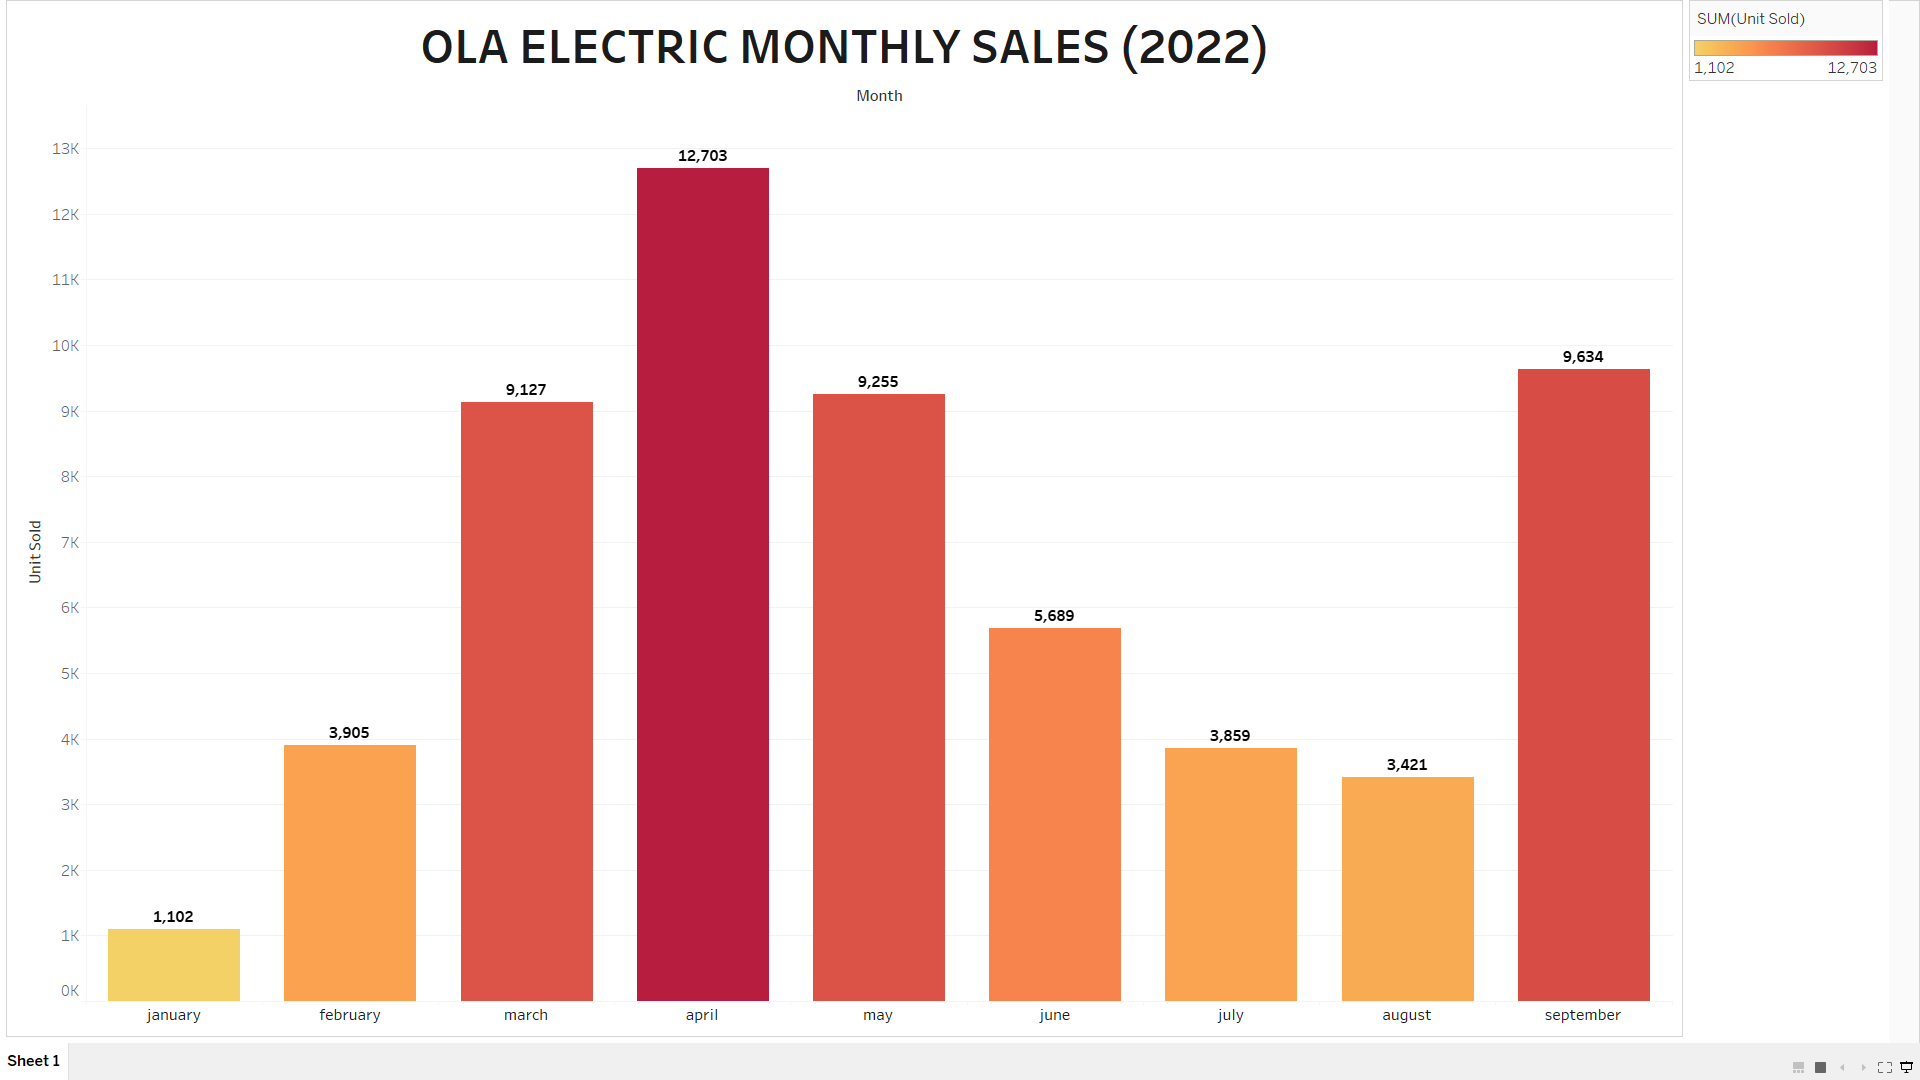 OLA ELECTRIC MONTHLY SALES (2022)
Month
SUM(Unit Sold)
1,102 12,703
Unit Sold
13K
12K
11K
10K
9K
8K
7K
6K
5K
4K
3K
2K
1K
0K
1,102
3,905
9,127
12,703
9,255
5,689
3,859
3,421
9,634
january february march april may june july august september
Sheet 1